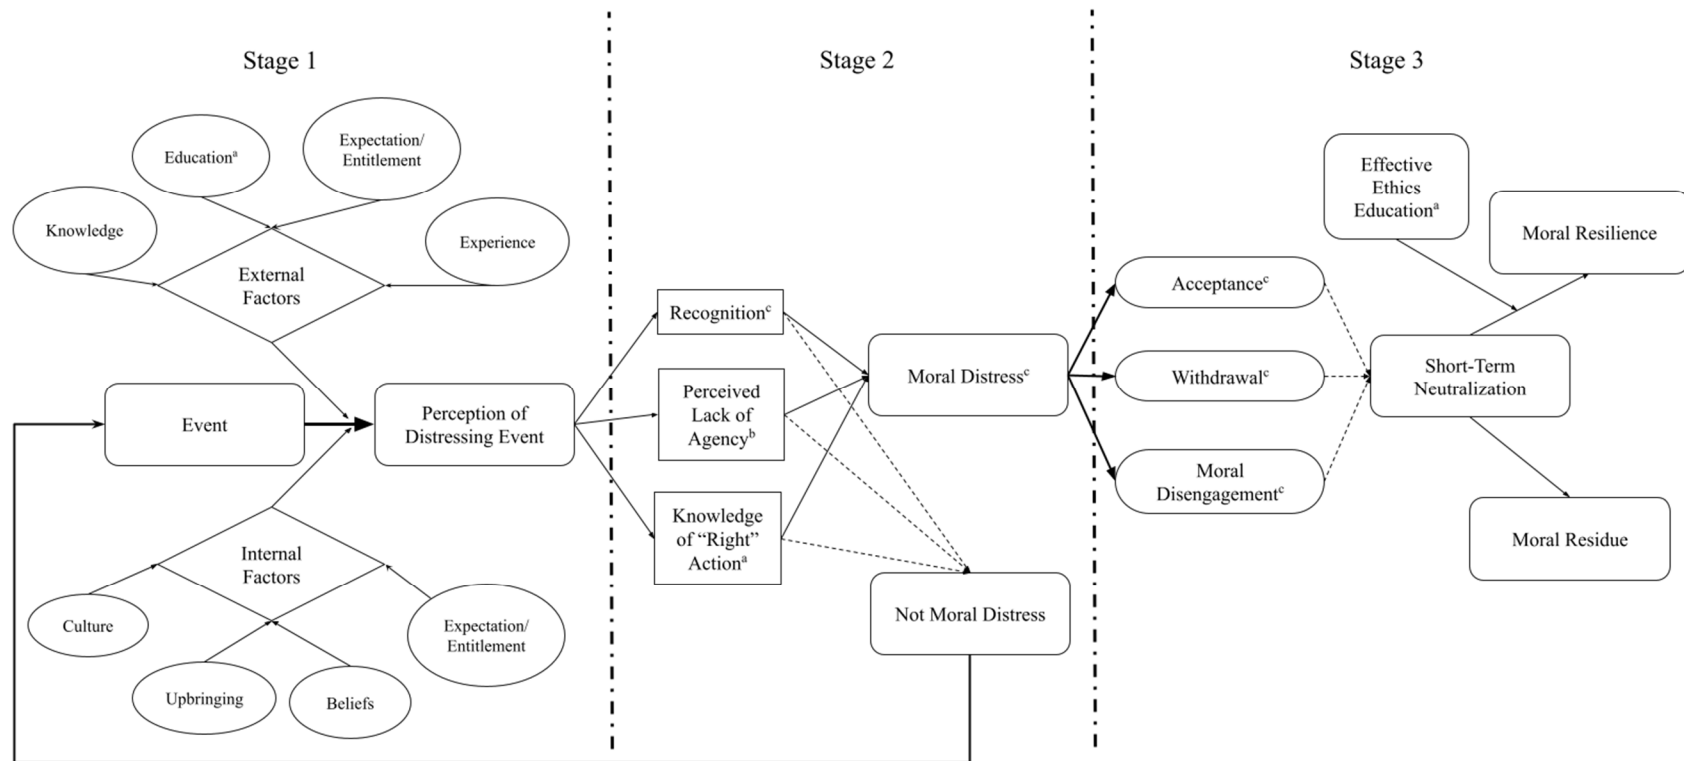 Stage 1
Stage 2
Stage 3
Education^a
Expectation/
Entitlement
Knowledge
Experience
External
Factors
Event
Perception of
Distressing Event
Internal
Factors
Culture
Upbringing
Beliefs
Expectation/
Entitlement
Recognition^c
Perceived
Lack of
Agency^b
Knowledge
of “Right”
Action^a
Moral Distress^c
Not Moral Distress
Acceptance^c
Withdrawal^c
Moral
Disengagement^c
Effective
Ethics
Education^a
Moral Resilience
Short-Term
Neutralization
Moral Residue